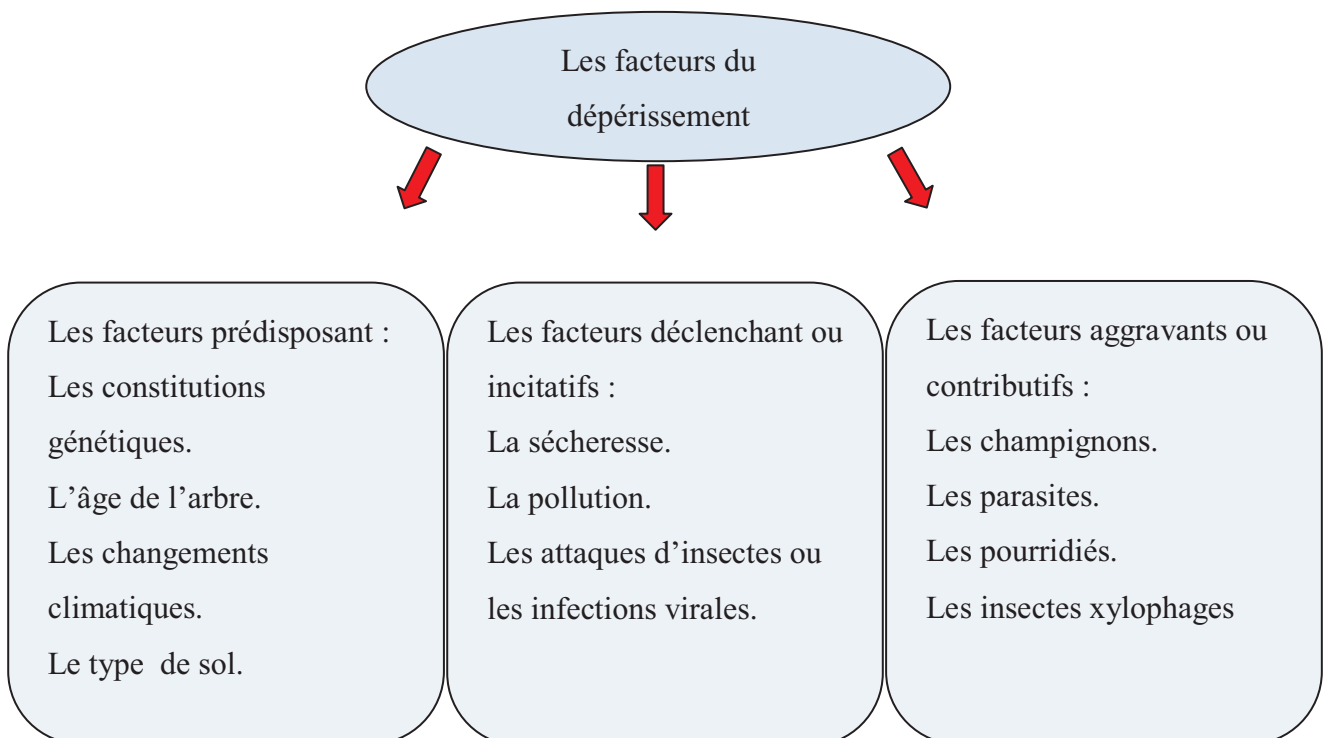 Les facteurs du
dépérissement
Les facteurs prédisposant :
Les constitutions
génétiques.
L’âge de l’arbre.
Les changements
climatiques.
Le type  de sol.
Les facteurs déclenchant ou
incitatifs :
La sécheresse.
La pollution.
Les attaques d’insectes ou
les infections virales.
Les facteurs aggravants ou
contributifs :
Les champignons.
Les parasites.
Les pourridiés.
Les insectes xylophages